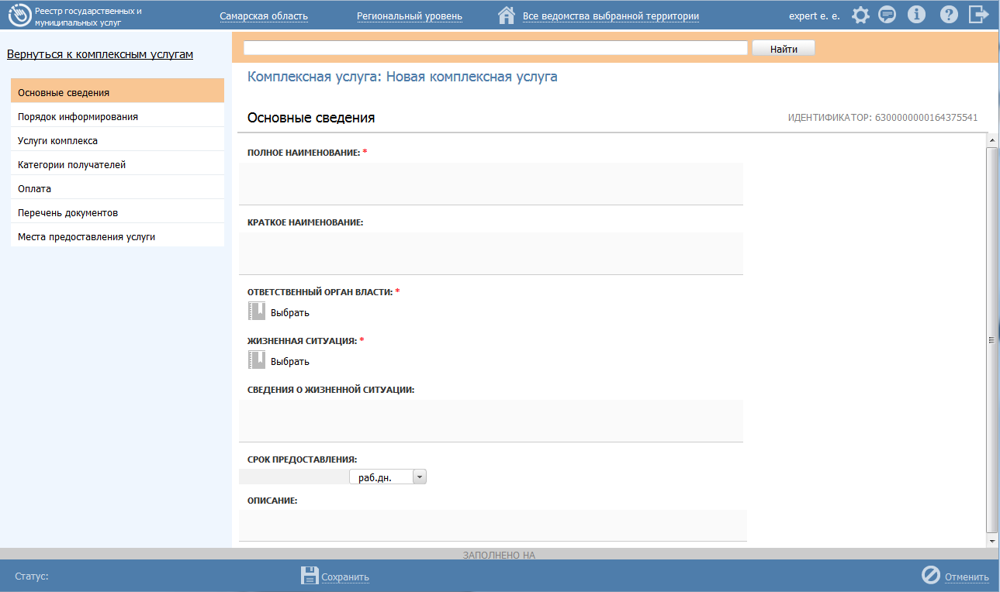 Реестр государственных и
муниципальных услуг
Самарская область
Региональный уровень
Все ведомства выбранной территории
expert e. e.
Вернуться к комплексным услугам
Найти
Основные сведения
Порядок информирования
Услуги комплекса
Категории получателей
Оплата
Перечень документов
Места предоставления услуги
Комплексная услуга: Новая комплексная услуга
Основные сведения
ИДЕНТИФИКАТОР: 6300000000164375541
ПОЛНОЕ НАИМЕНОВАНИЕ: *
КРАТКОЕ НАИМЕНОВАНИЕ:
ОТВЕТСТВЕННЫЙ ОРГАН ВЛАСТИ: *
Выбрать
ЖИЗНЕННАЯ СИТУАЦИЯ: *
Выбрать
СВЕДЕНИЯ О ЖИЗНЕННОЙ СИТУАЦИИ:
СРОК ПРЕДОСТАВЛЕНИЯ:
раб.дн.
ОПИСАНИЕ:
ЗАПОЛНЕНО НА
Статус:
Сохранить
Отменить